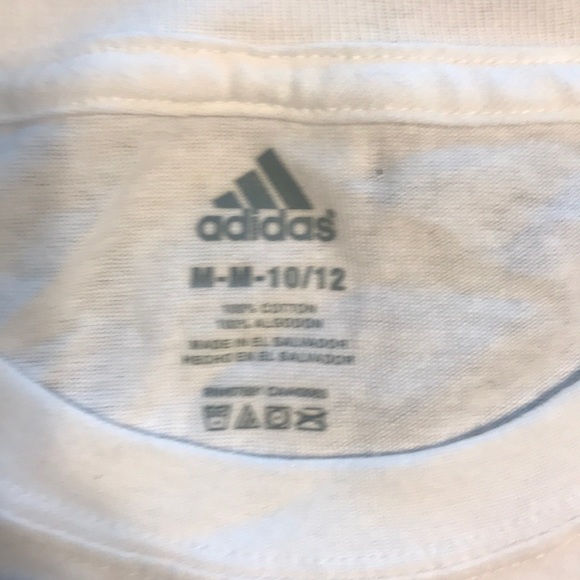 adidas
M-M-10/12
100% COTTON
100% ALGODON
MADE IN EL SALVADOR
HECHO EN EL SALVADOR